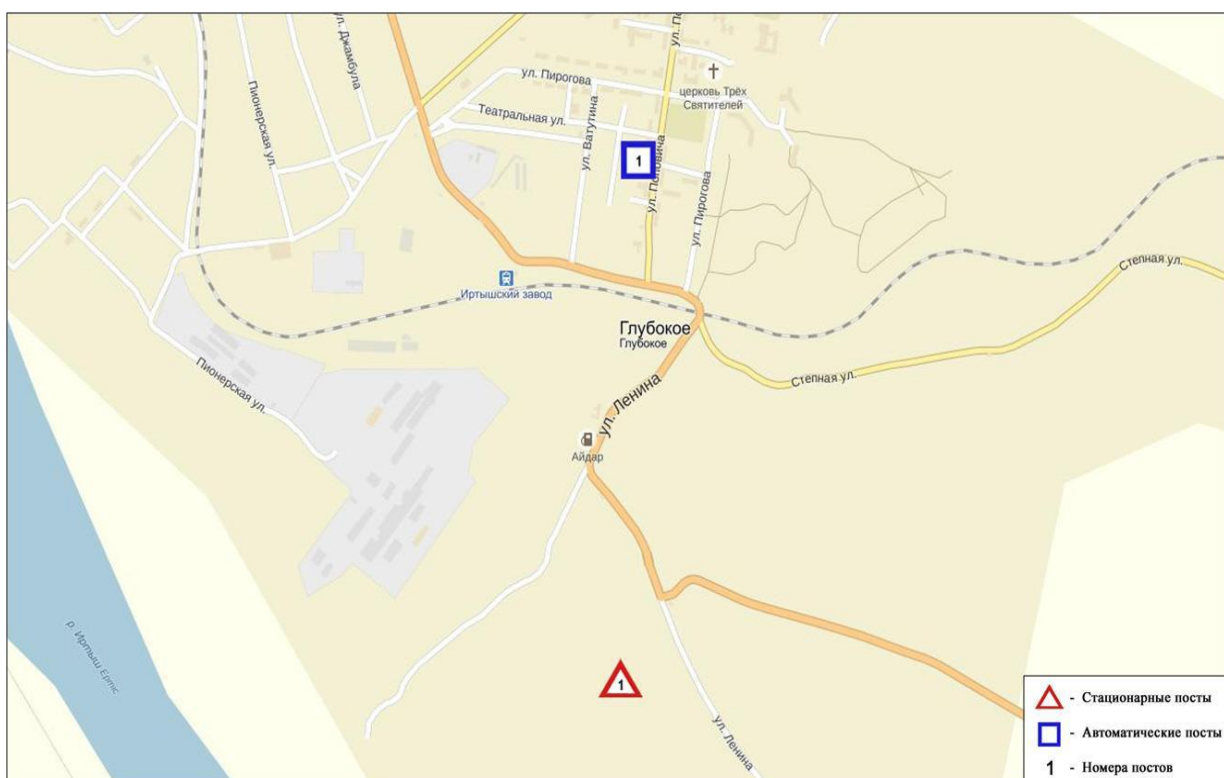 ул. По
ул. Джамбула
Пионерская ул.
ул. Пирогова
церковь Трёх
Святителей
Театральная ул.
ул. Ватутина
1
ул. Поповича
ул. Пирогова
Степная ул.
Иртышский завод
Глубокое
Глубокое
Пионерская ул.
Степная ул.
ул. Ленина
Айдар
р. Иртыш Ертіс
1
ул. Ленина
- Стационарные посты
- Автоматические посты
1 - Номера постов